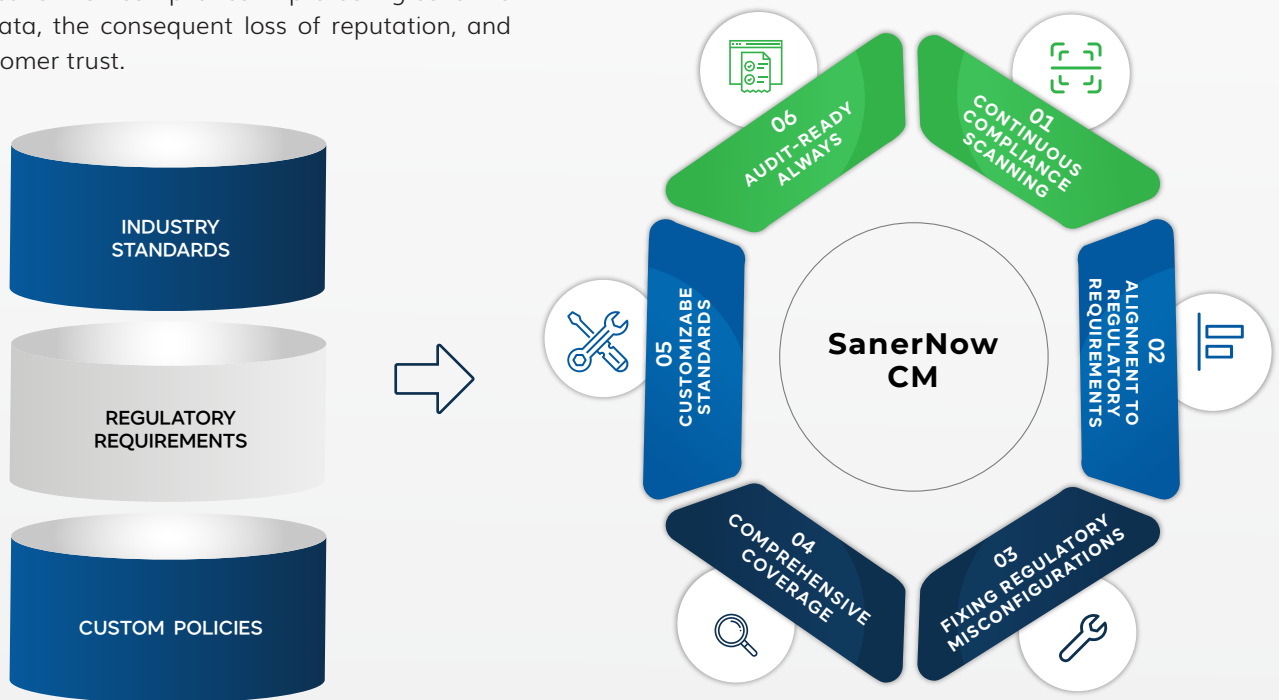 ata, the consequent loss of reputation, and
omer trust.
INDUSTRY
STANDARDS
REGULATORY
REQUIREMENTS
CUSTOM POLICIES
SanerNow
CM
01
CONTINUOUS
COMPLIANCE
SCANNING
02
ALIGNMENT TO
REGULATORY
REQUIREMENTS
03
FIXING REGULATORY
MISCONFIGURATIONS
04
COMPREHENSIVE
COVERAGE
05
CUSTOMIZABE
STANDARDS
06
AUDIT-READY
ALWAYS